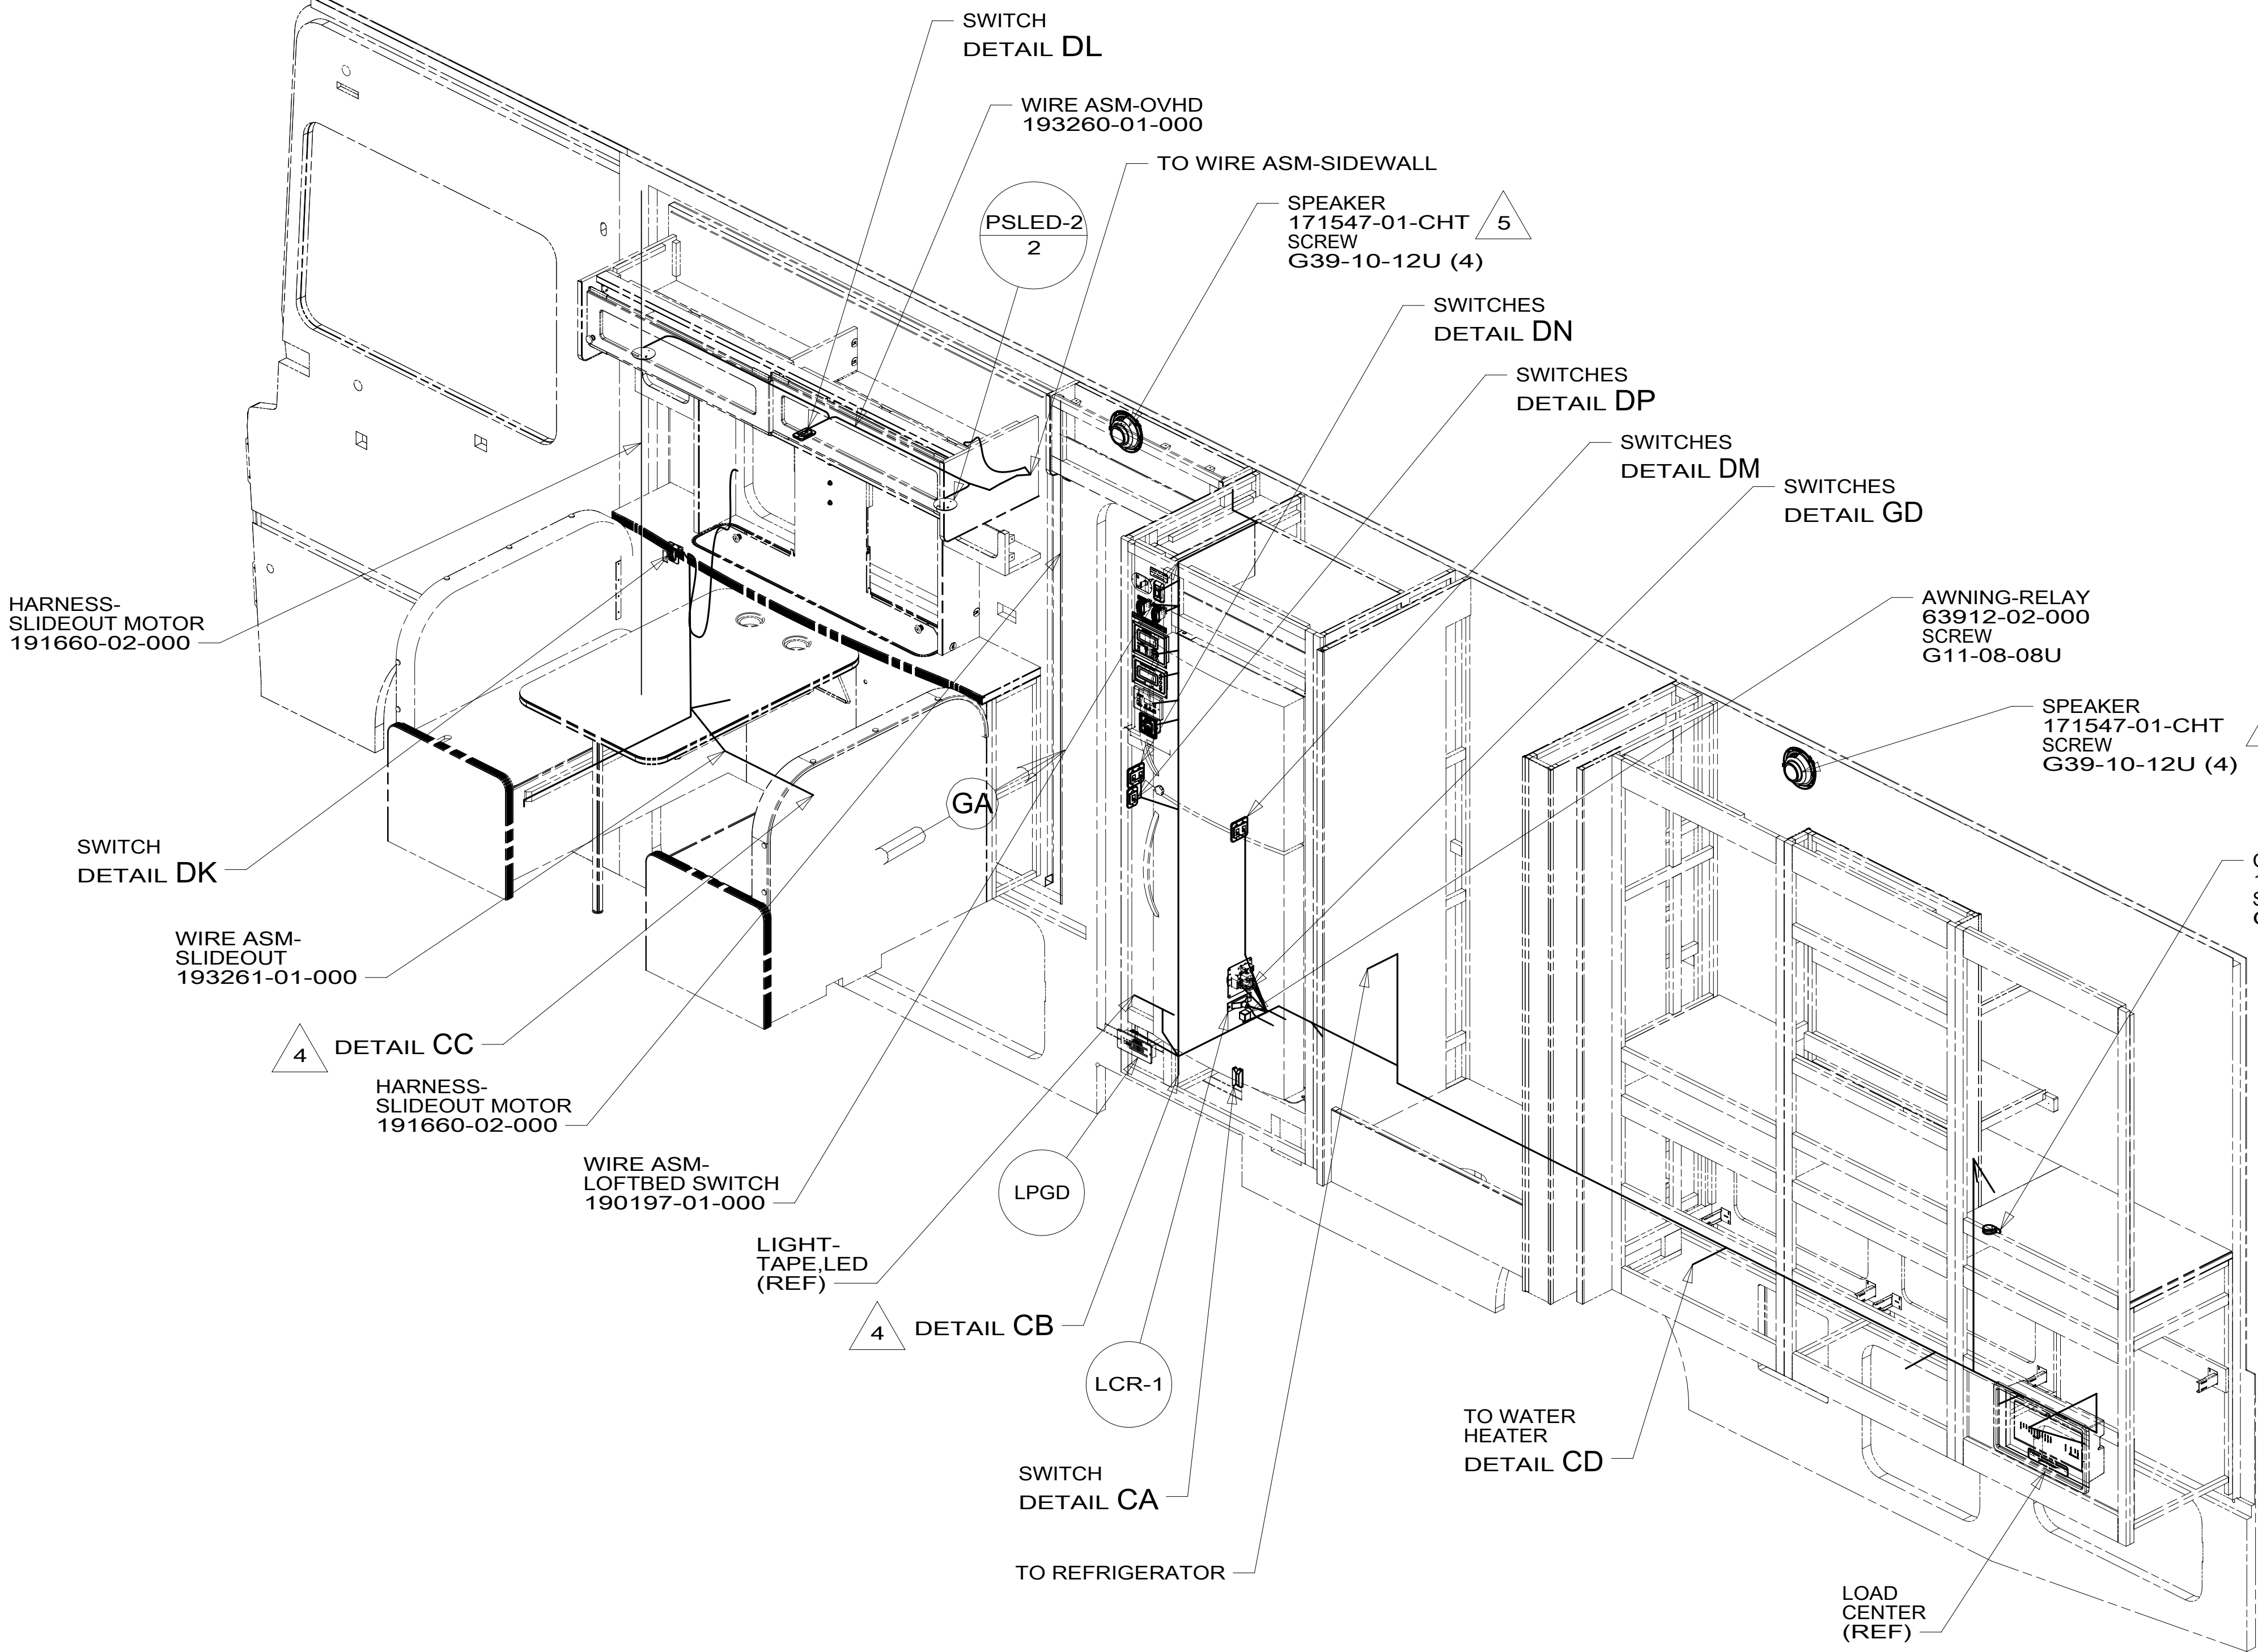 SWITCH
DETAIL DL
WIRE ASM-OVHD
193260-01-000
TO WIRE ASM-SIDEWALL
PSLED-2
2
SPEAKER
171547-01-CHT
SCREW
G39-10-12U (4)
5
SWITCHES
DETAIL DN
SWITCHES
DETAIL DP
SWITCHES
DETAIL DM
SWITCHES
DETAIL GD
AWNING-RELAY
63912-02-000
SCREW
G11-08-08U
SPEAKER
171547-01-CHT
SCREW
G39-10-12U (4)
HARNESS-
SLIDEOUT MOTOR
191660-02-000
GA
SWITCH
DETAIL DK
WIRE ASM-
SLIDEOUT
193261-01-000
4
DETAIL CC
HARNESS-
SLIDEOUT MOTOR
191660-02-000
WIRE ASM-
LOFTBED SWITCH
190197-01-000
LPGD
LIGHT-
TAPE,LED
(REF)
4
DETAIL CB
LCR-1
SWITCH
DETAIL CA
TO REFRIGERATOR
TO WATER
HEATER
DETAIL CD
LOAD
CENTER
(REF)